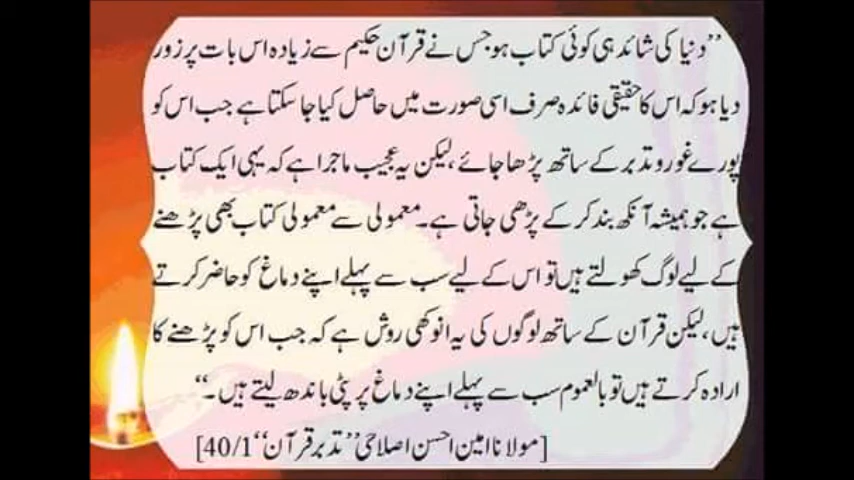 ”دنیا کی شائد ہی کوئی کتاب ہو جس نے قرآن حکیم سے زیادہ اس بات پر زور
دیا ہو کہ اس کا حقیقی فائدہ صرف اسی صورت میں حاصل کیا جا سکتا ہے جب اس کو
پورے غور و تدبر کے ساتھ پڑھا جائے، لیکن یہ عجیب ماجرا ہے کہ یہی ایک کتاب
ہے جو ہمیشہ آنکھ بند کر کے پڑھی جاتی ہے۔ معمولی سے معمولی کتاب بھی پڑھنے
کے لیے لوگ کھولتے ہیں تو اس کے لیے سب سے پہلے اپنے دماغ کو حاضر کرتے
ہیں، لیکن قرآن کے ساتھ لوگوں کی یہ انوکھی روش ہے کہ جب اس کو پڑھنے کا
ارادہ کرتے ہیں تو بالعموم سب سے پہلے اپنے دماغ پر پٹی باندھ لیتے ہیں۔“
[مولانا امین احسن اصلاحیؒ ”تدبر قرآن“ 40/1]